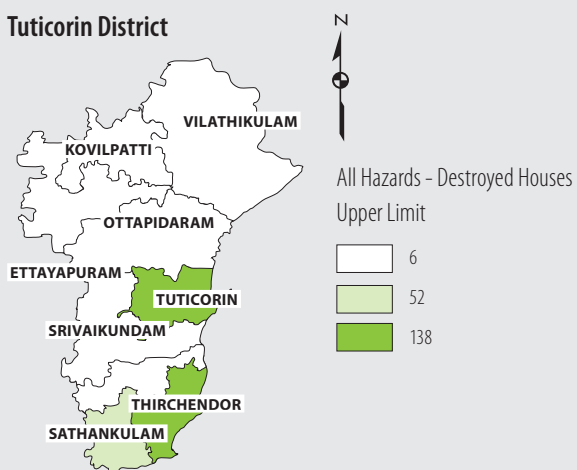 Tuticorin District
N
VILATHIKULAM
KOVILPATTI
OTTAPIDARAM
ETTAYAPURAM
TUTICORIN
SRIVAIKUNDAM
THIRCHENDOR
SATHANKULAM
All Hazards - Destroyed Houses
Upper Limit
6
52
138